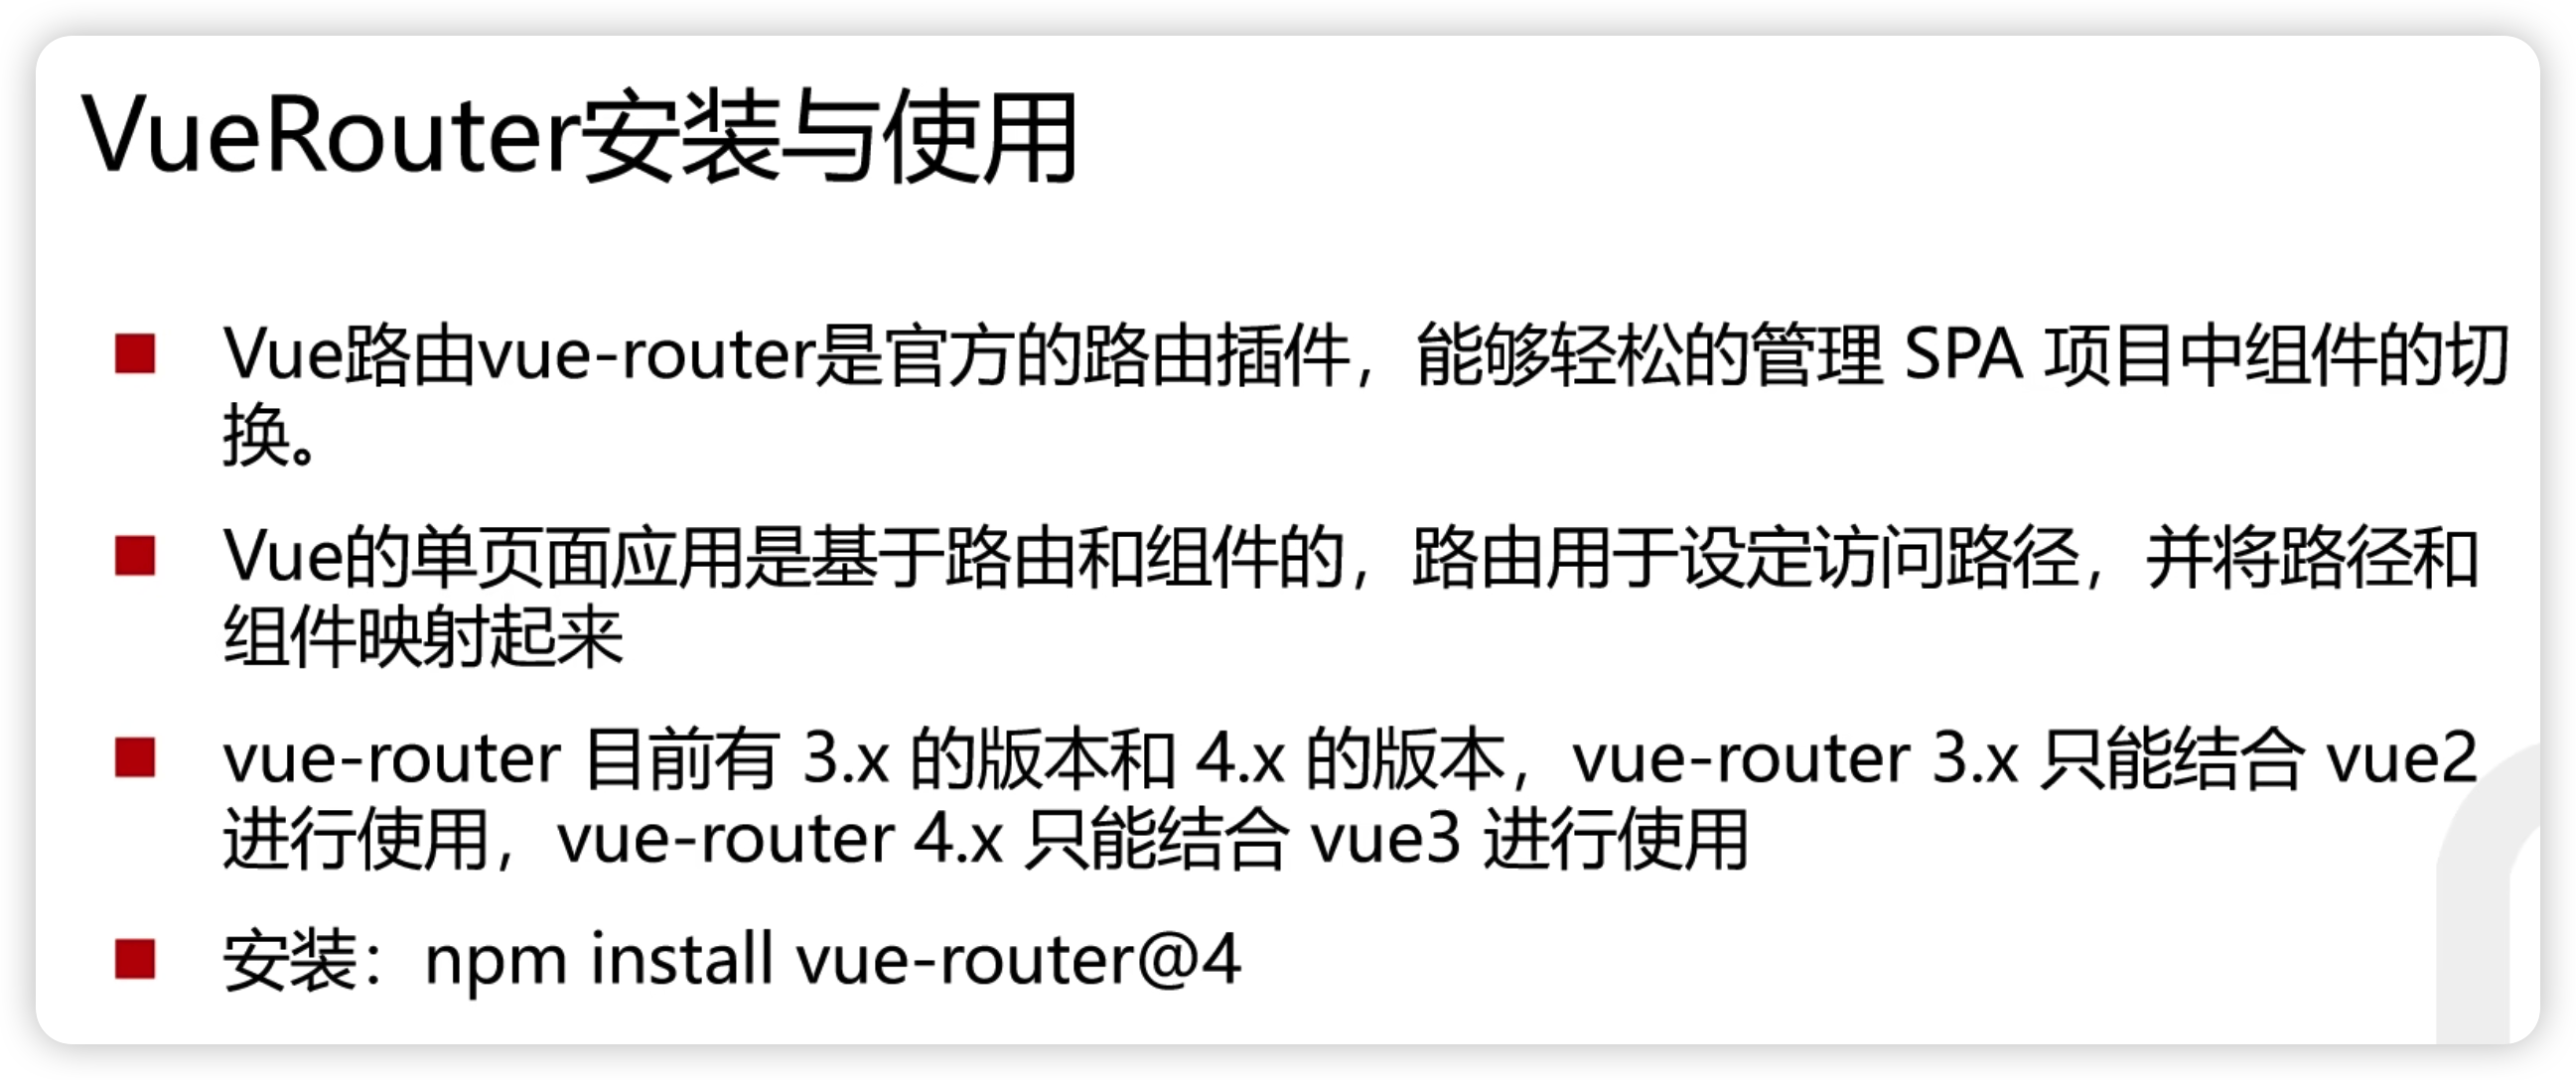 VueRouter安装与使用
Vue路由vue-router是官方的路由插件，能够轻松的管理 SPA 项目中组件的切
换。
Vue的单页面应用是基于路由和组件的，路由用于设定访问路径，并将路径和
组件映射起来
vue-router 目前有 3.x 的版本和 4.x 的版本，vue-router 3.x 只能结合 vue2
进行使用，vue-router 4.x 只能结合 vue3 进行使用
安装：npm install vue-router@4